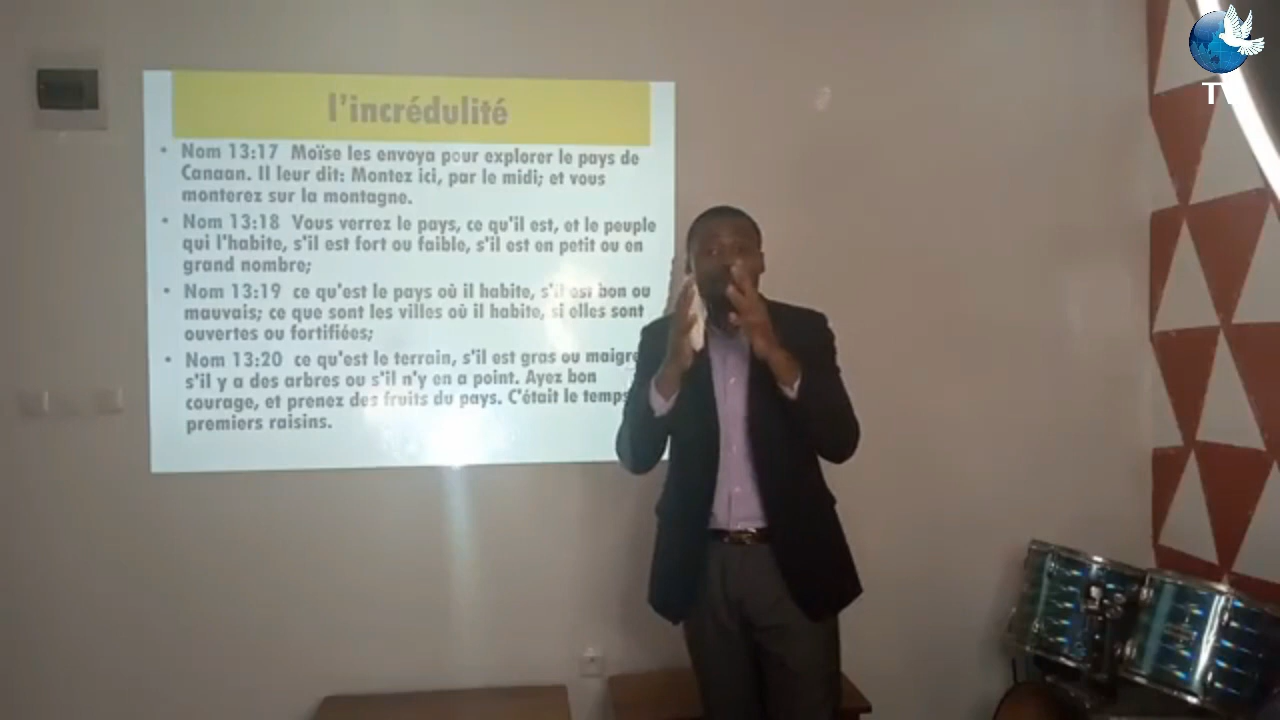 l'incrédulité
• Nom 13:17 Moïse les envoya pour explorer le pays de
Canaan. Il leur dit: Montez ici, par le midi; et vous
monterez sur la montagne.
• Nom 13:18 Vous verrez le pays, ce qu'il est, et le peuple
qui l'habite, s'il est fort ou faible, s'il est en petit ou en
grand nombre;
• Nom 13:19 ce qu'est le pays où il habite, s'il est bon ou
mauvais; ce que sont les villes où il habite, si elles sont
ouvertes ou fortifiées;
• Nom 13:20 ce qu'est le terrain, s'il est gras ou maigre
s'il y a des arbres ou s'il n'y en a point. Ayez bon
courage, et prenez des fruits du pays. C'était le temps
premiers raisins.